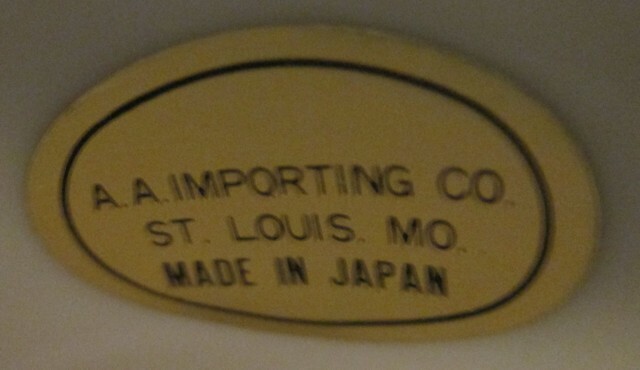 A.A.IMPORTING CO.
ST. LOUIS. MO.
MADE IN JAPAN